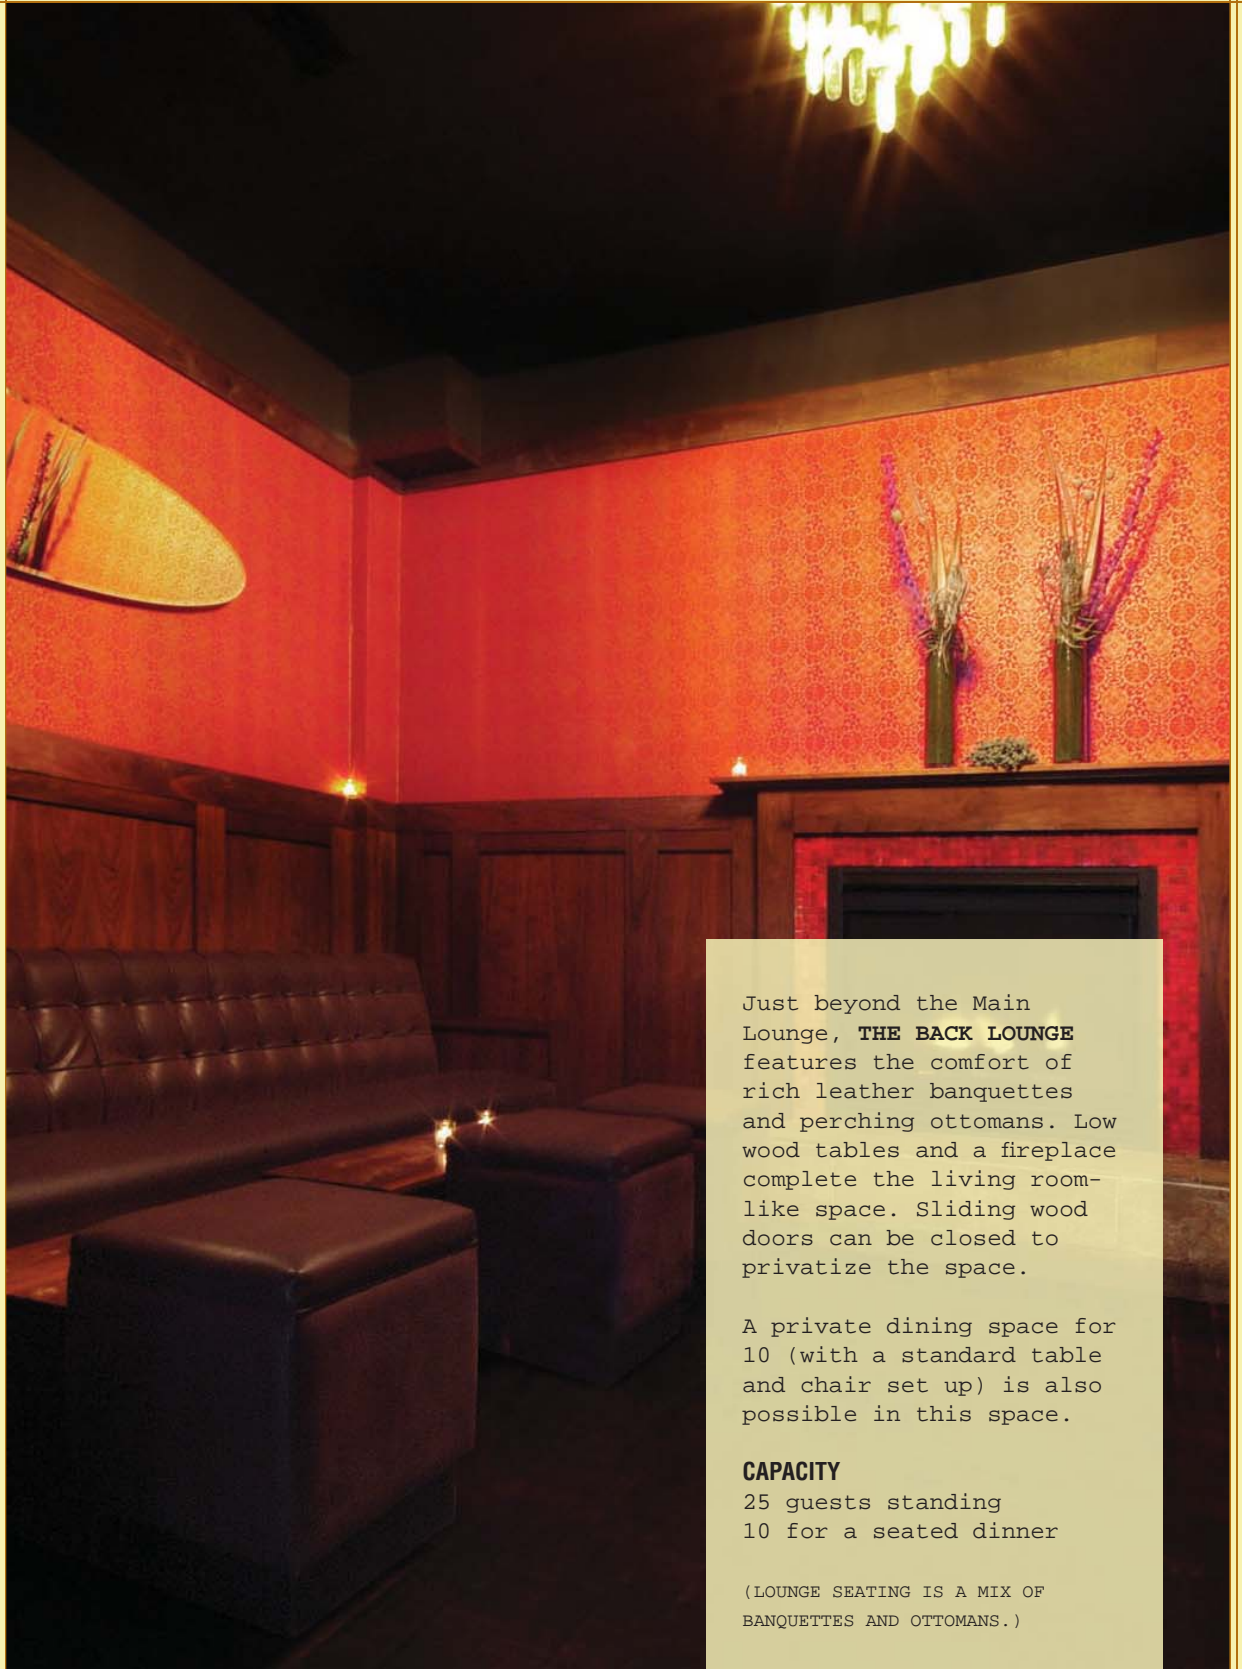 Just beyond the Main
Lounge, THE BACK LOUNGE
features the comfort of
rich leather banquettes
and perching ottomans. Low
wood tables and a fireplace
complete the living room-
like space. Sliding wood
doors can be closed to
privatize the space.
A private dining space for
10 (with a standard table
and chair set up) is also
possible in this space.
CAPACITY
25 guests standing
10 for a seated dinner
(LOUNGE SEATING IS A MIX OF
BANQUETTES AND OTTOMANS.)